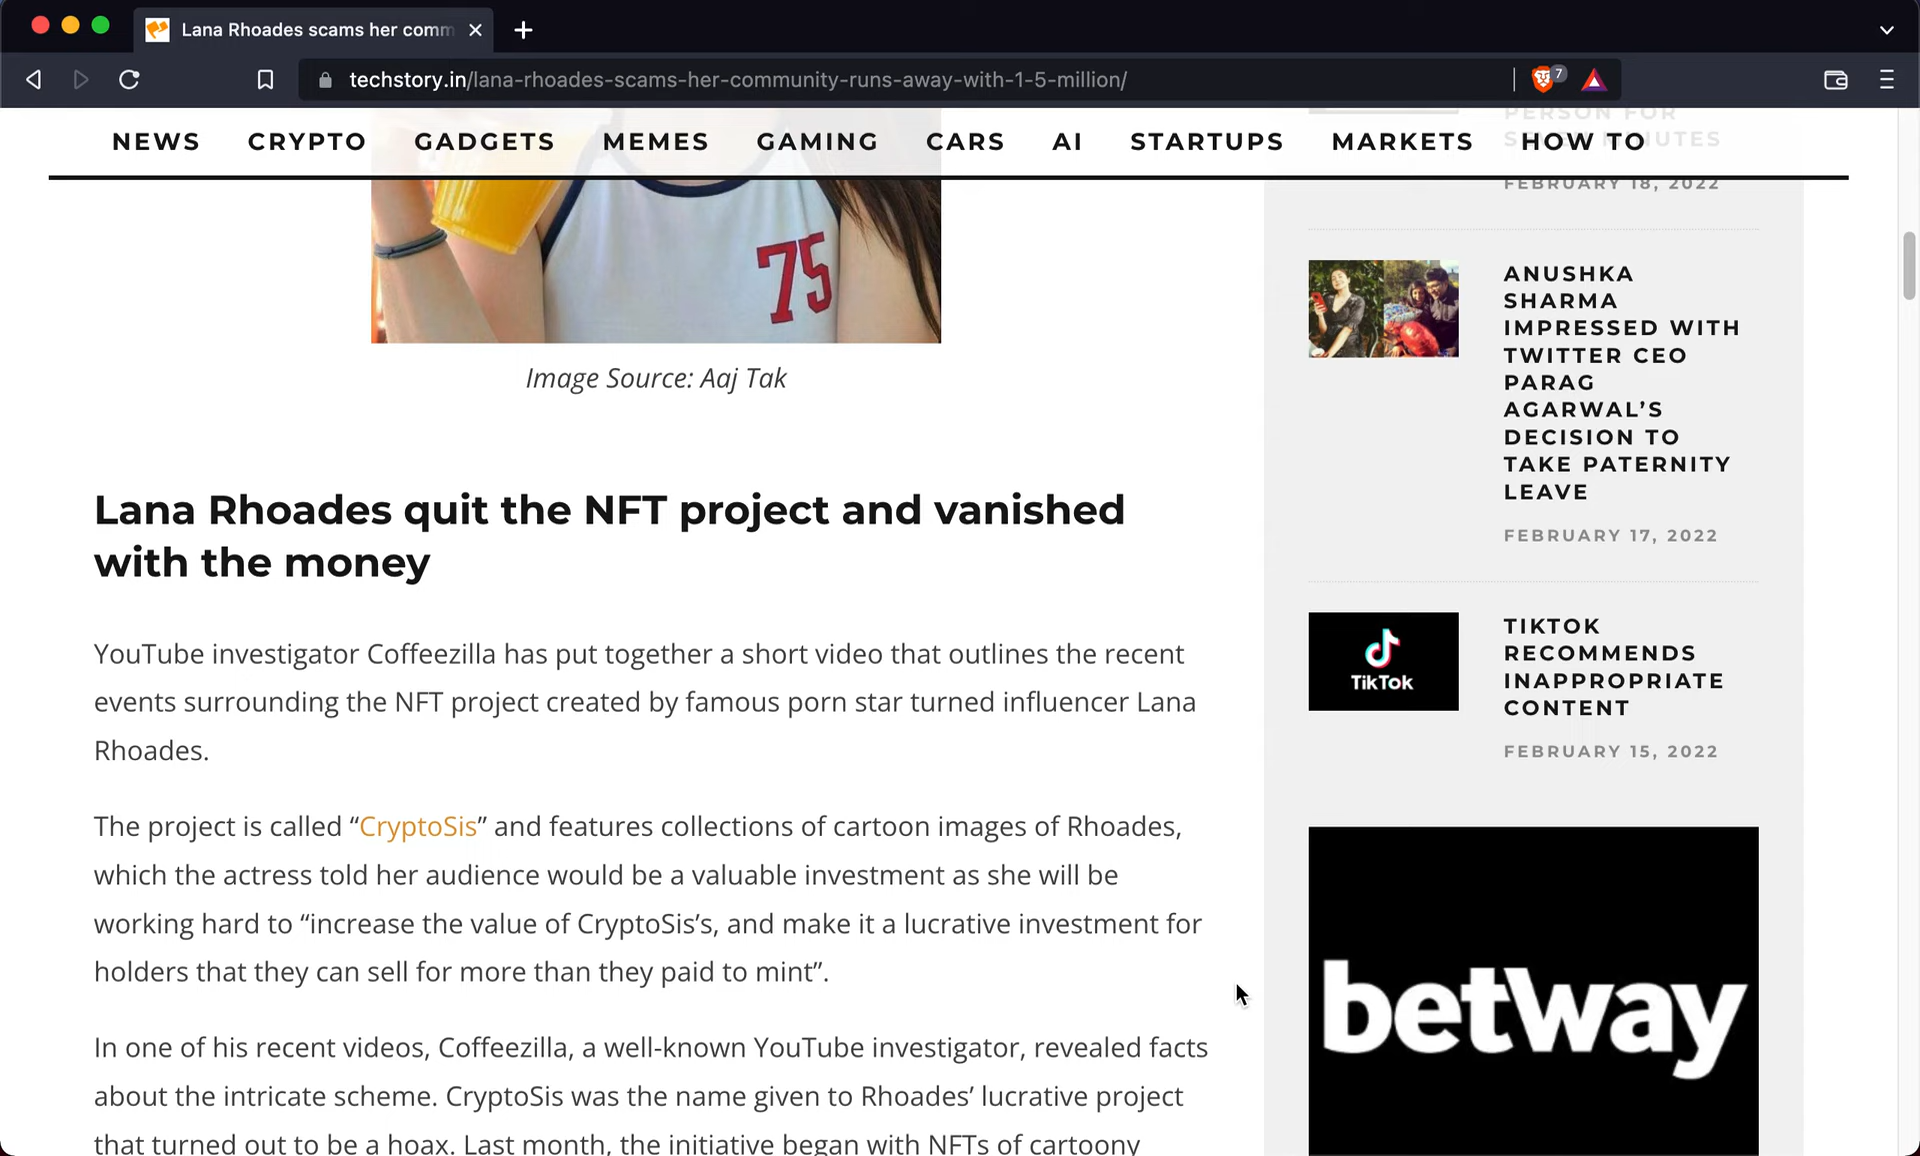 Lana Rhoades scams her comm
techstory.in/lana-rhoades-scams-her-community-runs-away-with-1-5-million/
7
NEWS CRYPTO GADGETS MEMES GAMING CARS AI STARTUPS MARKETS HOW TO
75
Image Source: Aaj Tak
Lana Rhoades quit the NFT project and vanished
with the money
YouTube investigator Coffeezilla has put together a short video that outlines the recent
events surrounding the NFT project created by famous porn star turned influencer Lana
Rhoades.
The project is called “CryptoSis” and features collections of cartoon images of Rhoades,
which the actress told her audience would be a valuable investment as she will be
working hard to “increase the value of CryptoSis’s, and make it a lucrative investment for
holders that they can sell for more than they paid to mint”.
In one of his recent videos, Coffeezilla, a well-known YouTube investigator, revealed facts
about the intricate scheme. CryptoSis was the name given to Rhoades’ lucrative project
that turned out to be a hoax. Last month, the initiative began with NFTs of cartoony
PERSON FOR
FEBRUARY 18, 2022
ANUSHKA
SHARMA
IMPRESSED WITH
TWITTER CEO
PARAG
AGARWAL’S
DECISION TO
TAKE PATERNITY
LEAVE
FEBRUARY 17, 2022
TikTok
TIKTOK
RECOMMENDS
INAPPROPRIATE
CONTENT
FEBRUARY 15, 2022
betway